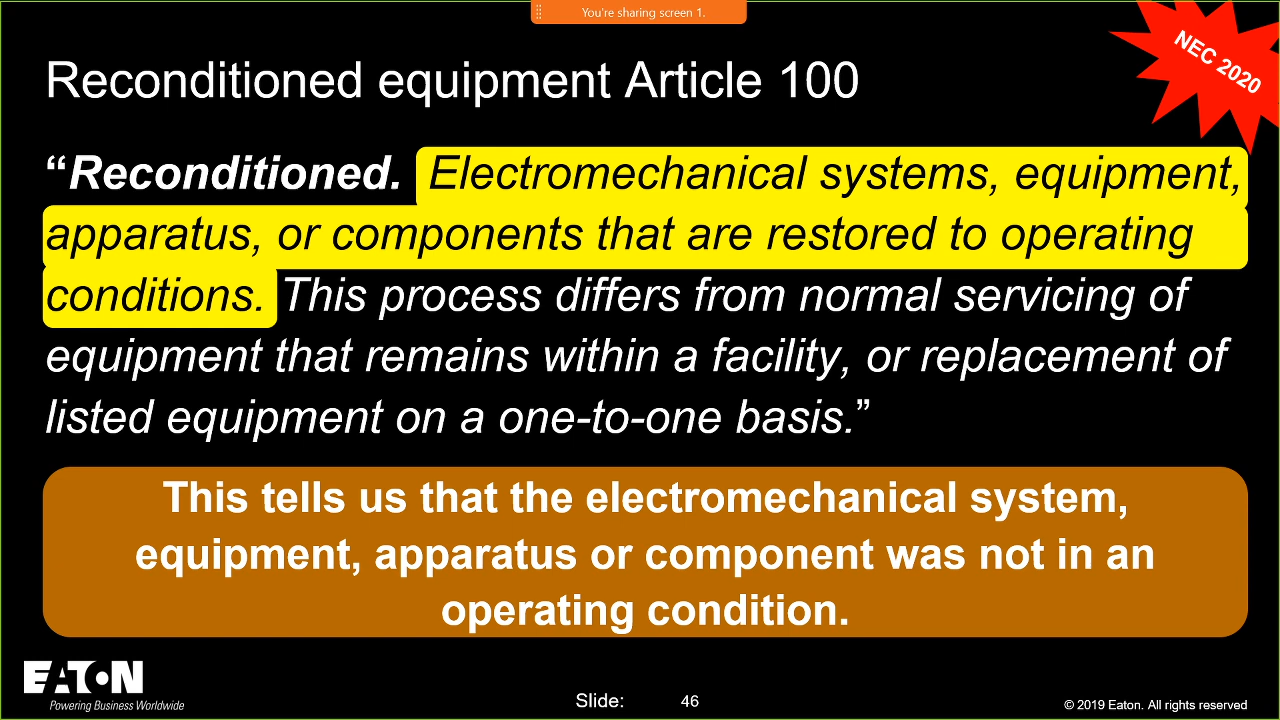 You're sharing screen 1.
NEC 2020
Reconditioned equipment Article 100
“Reconditioned. Electromechanical systems, equipment,
apparatus, or components that are restored to operating
conditions. This process differs from normal servicing of
equipment that remains within a facility, or replacement of
listed equipment on a one-to-one basis.”
This tells us that the electromechanical system,
equipment, apparatus or component was not in an
operating condition.
EATON
Powering Business Worldwide
Slide: 46
© 2019 Eaton. All rights reserved